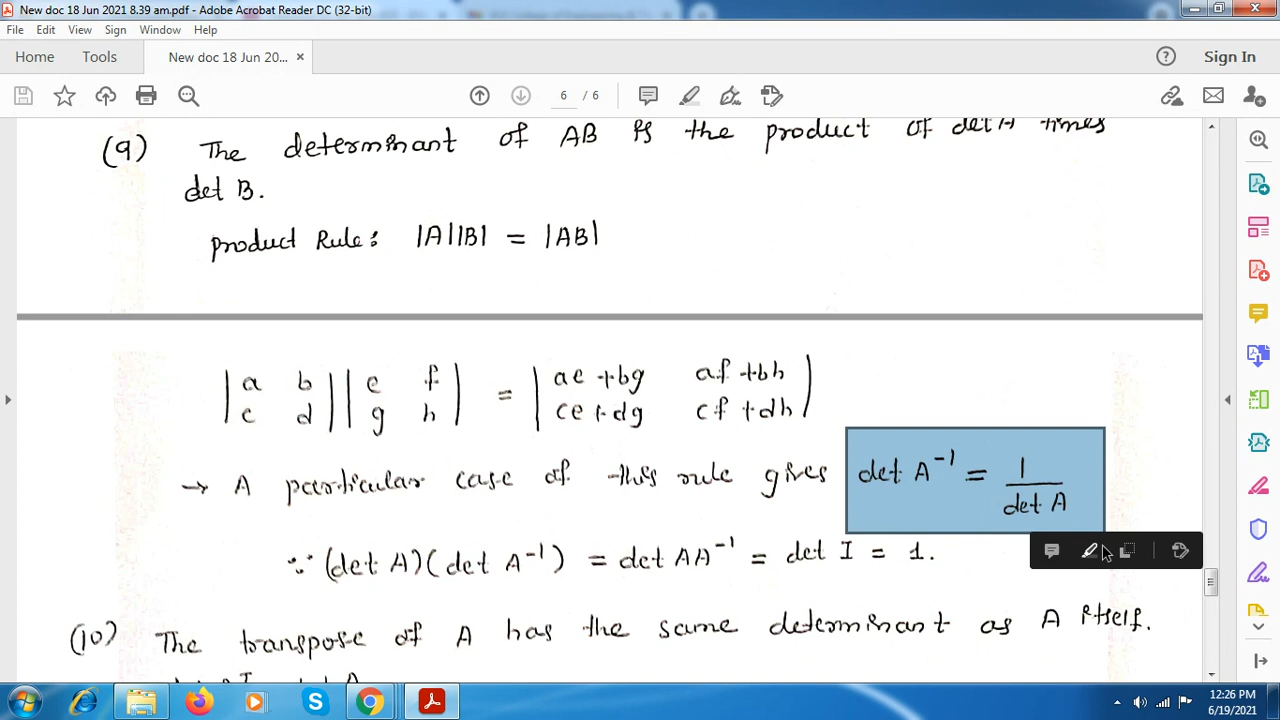 New doc 18 Jun 2021 8.39 am.pdf - Adobe Acrobat Reader DC (32-bit)
File Edit View Sign Window Help
Home Tools New doc 18 Jun 20... × ? Sign In
6 / 6
(9) The determinant of AB is the product of det A times
det B.
Product Rule: |A||B| = |AB|
|a b| |e f| = |ae+bg af+bh|
|c d| |g h| |ce+dg cf+dh|
→ A particular case of this rule gives det A⁻¹ = 1/det A
∵ (det A)(det A⁻¹) = det AA⁻¹ = det I = 1.
(10) The transpose of A has the same determinant as A itself.
12:26 PM
6/19/2021